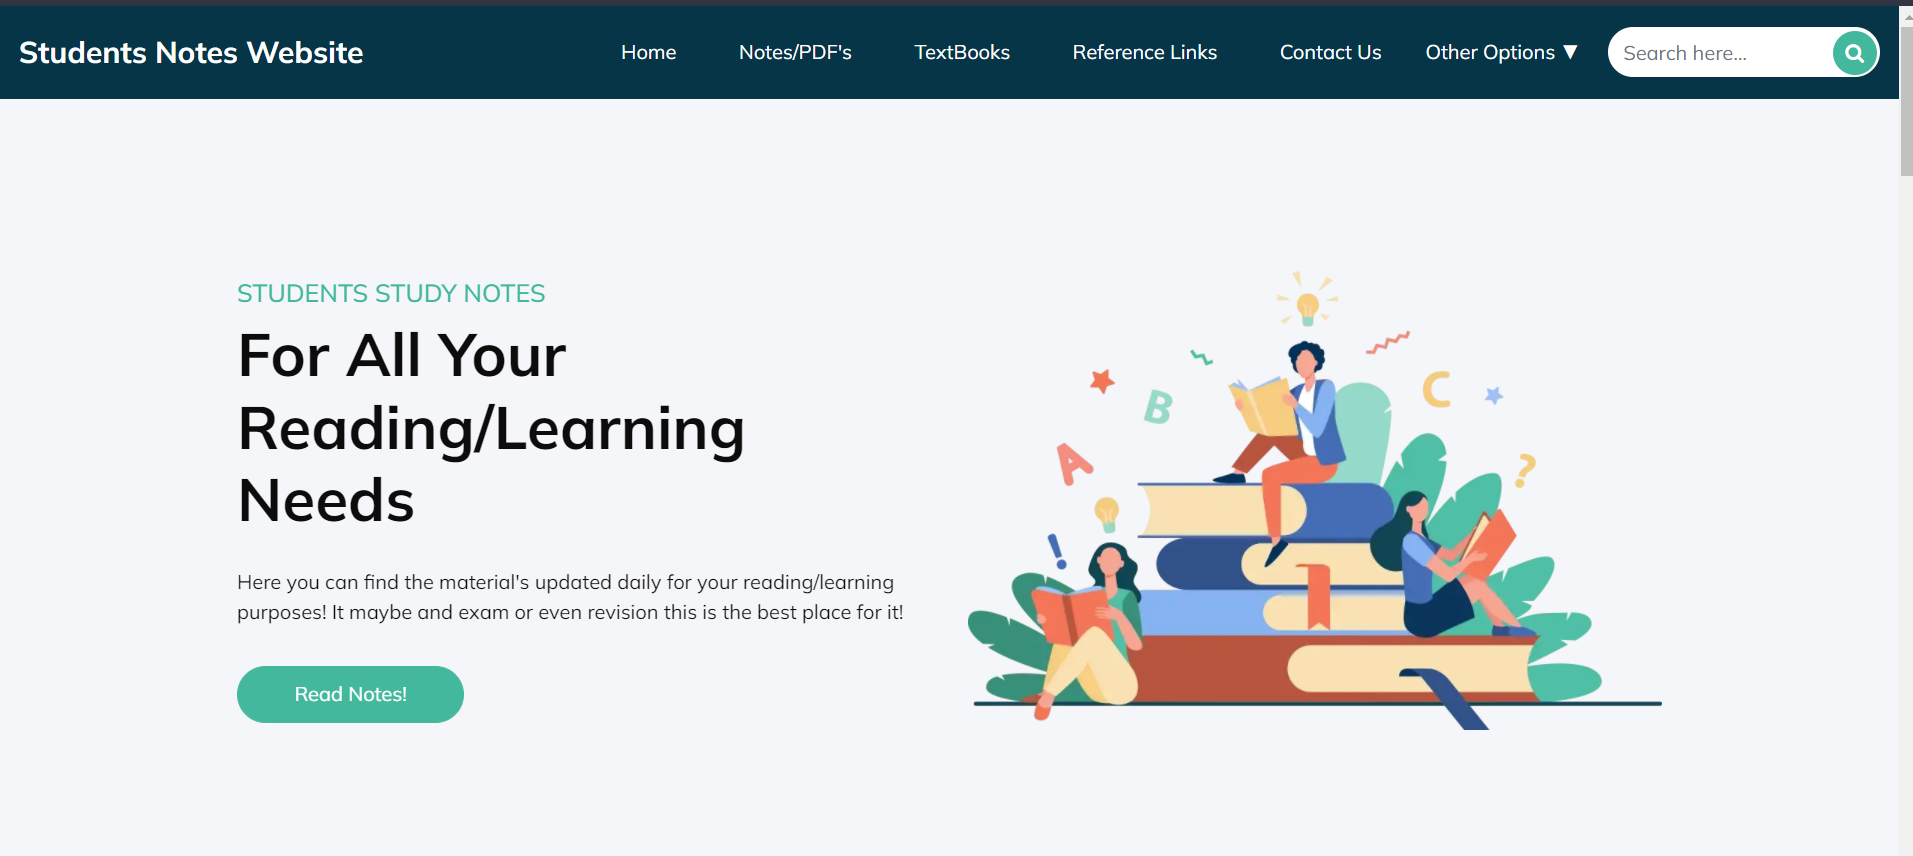 Students Notes Website
Home
Notes/PDF's
TextBooks
Reference Links
Contact Us
Other Options ▼
Search here...
STUDENTS STUDY NOTES
For All Your
Reading/Learning
Needs
Here you can find the material's updated daily for your reading/learning
purposes! It maybe and exam or even revision this is the best place for it!
Read Notes!
A
B
C
?
!